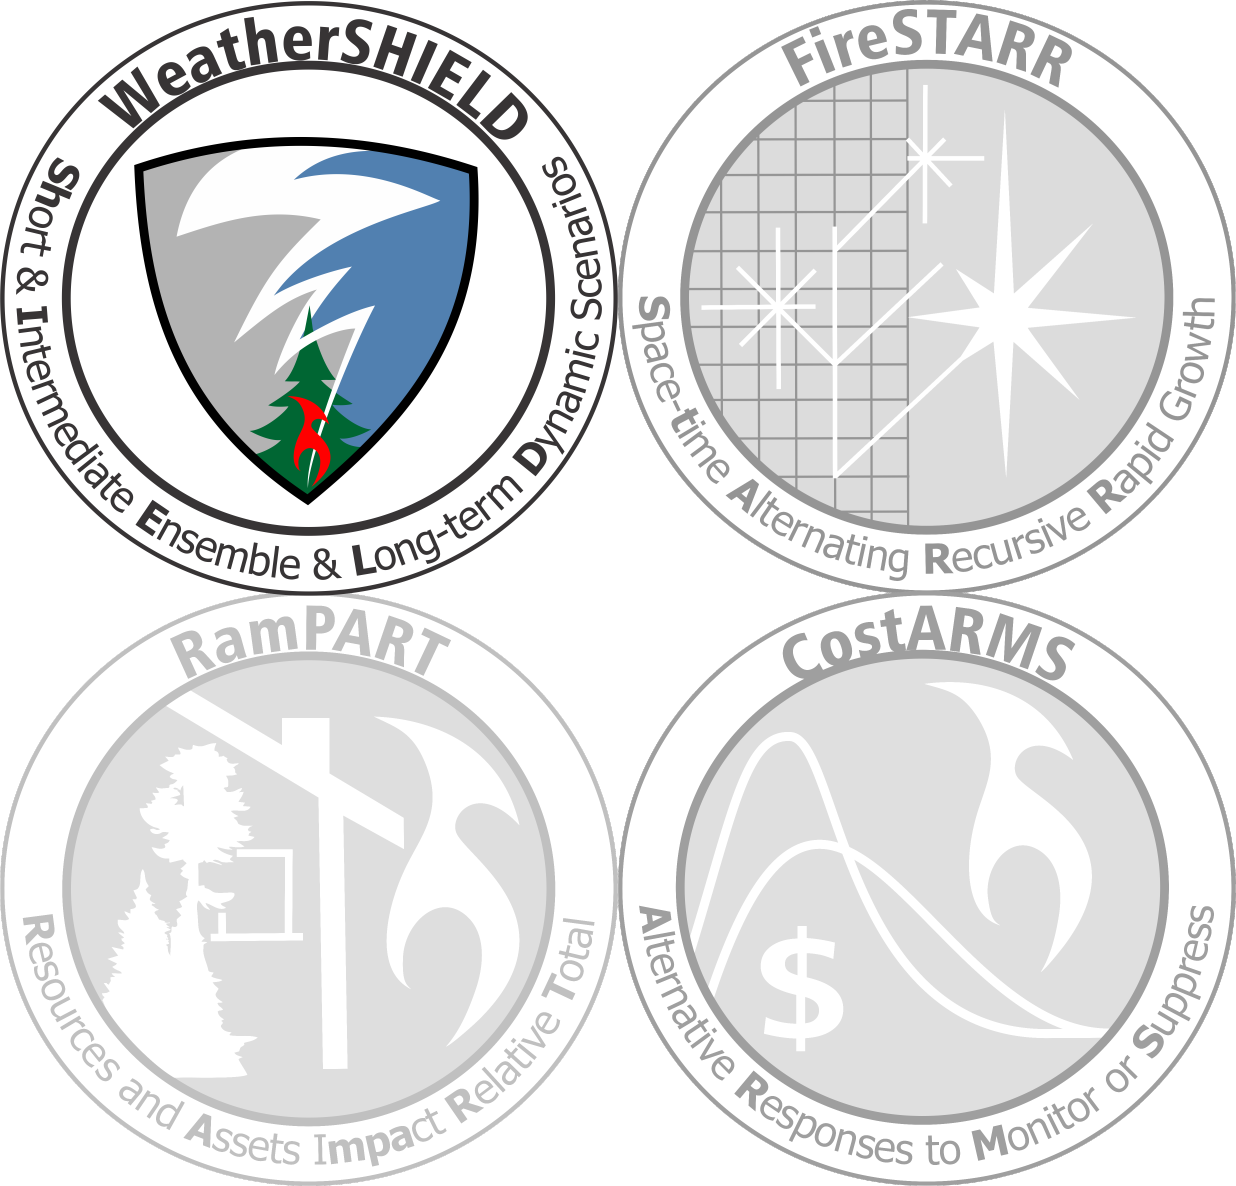 WeatherSHIELD
short & Intermediate Ensemble & Long-term Dynamic Scenarios
FireSTARR
Space-time Alternating Recursive Rapid Growth
RamPART
Resources and Assets Impact Relative Total
CostARMS
$
Alternative Responses to Monitor or Suppress